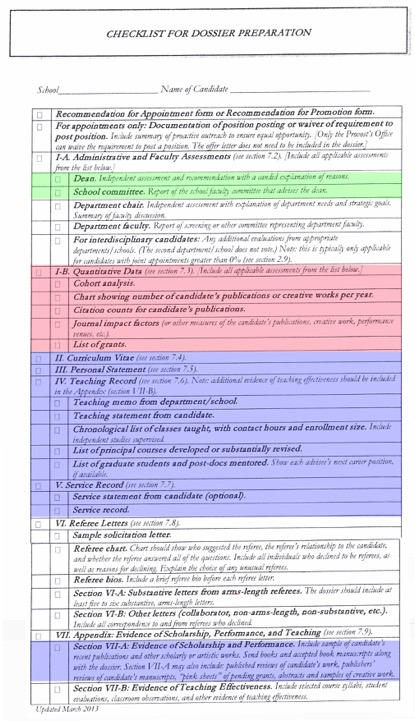 CHECKLIST FOR DOSSIER PREPARATION
School Name of Candidate
Recommendation for Appointment form or Recommendation for Promotion form.
For appointments only: Documentation of position posting or waiver of requirement to
post position. Include summary of proactive outreach to ensure equal opportunity. [Only the Provost's Office
can waive the requirement to post a position. The offer letter does not need to be included in the dossier.]
I-A. Administrative and Faculty Assessments (see section 7.2). [Include all applicable assessments
from the list below.]
Dean. Independent assessment and recommendation with a candid explanation of reasons.
School committee. Report of the school faculty committee that advises the dean.
Department chair. Independent assessment with explanation of department needs and strategic goals.
Summary of faculty discussion.
Department faculty. Report of screening or other committee representing department faculty.
For interdisciplinary candidates: Any additional evaluations from appropriate
departments/schools. (The second department/school does not vote.) Note: this is typically only applicable
for candidates with joint appointments greater than 0% (see section 2.9).
I-B. Quantitative Data (see section 7.3). [Include all applicable assessments from the list below.]
Cohort analysis.
Chart showing number of candidate's publications or creative works per year.
Citation counts for candidate's publications.
Journal impact factors (or other measures of the candidate's publications, creative work, performance
venues, etc.).
List of grants.
II. Curriculum Vitae (see section 7.4).
III. Personal Statement (see section 7.5).
IV. Teaching Record (see section 7.6). Note: additional evidence of teaching effectiveness should be included
in the Appendix (section VII-B).
Teaching memo from department/school.
Teaching statement from candidate.
Chronological list of classes taught, with contact hours and enrollment size. Include
independent studies supervised.
List of principal courses developed or substantially revised.
List of graduate students and post-docs mentored. Show each advisee's next career position,
if available.
V. Service Record (see section 7.7).
Service statement from candidate (optional).
Service record.
VI. Referee Letters (see section 7.8).
Sample solicitation letter.
Referee chart. Chart should show who suggested the referee, the referee's relationship to the candidate,
and whether the referee answered all of the questions. Include all individuals who declined to be referees, as
well as reasons for declining. Explain the choice of any unusual referees.
Referee bios. Include a brief referee bio before each referee letter.
Section VI-A: Substantive letters from arms-length referees. The dossier should include at
least five to six substantive, arms-length letters.
Section VI-B: Other letters (collaborator, non-arms-length, non-substantive, etc.).
Include all correspondence to and from referees who declined.
VII. Appendix: Evidence of Scholarship, Performance, and Teaching (see section 7.9).
Section VII-A: Evidence of Scholarship and Performance. Include sample of candidate's
recent publications and other scholarly or artistic works. Send books and accepted book manuscripts along
with the dossier. Section VII-A may also include: published reviews of candidate's work, publishers'
reviews of candidate's manuscripts, "pink sheets" of pending grants, abstracts and samples of creative work.
Section VII-B: Evidence of Teaching Effectiveness. Include selected course syllabi, student
evaluations, classroom observations, and other evidence of teaching effectiveness.
Updated March 2013